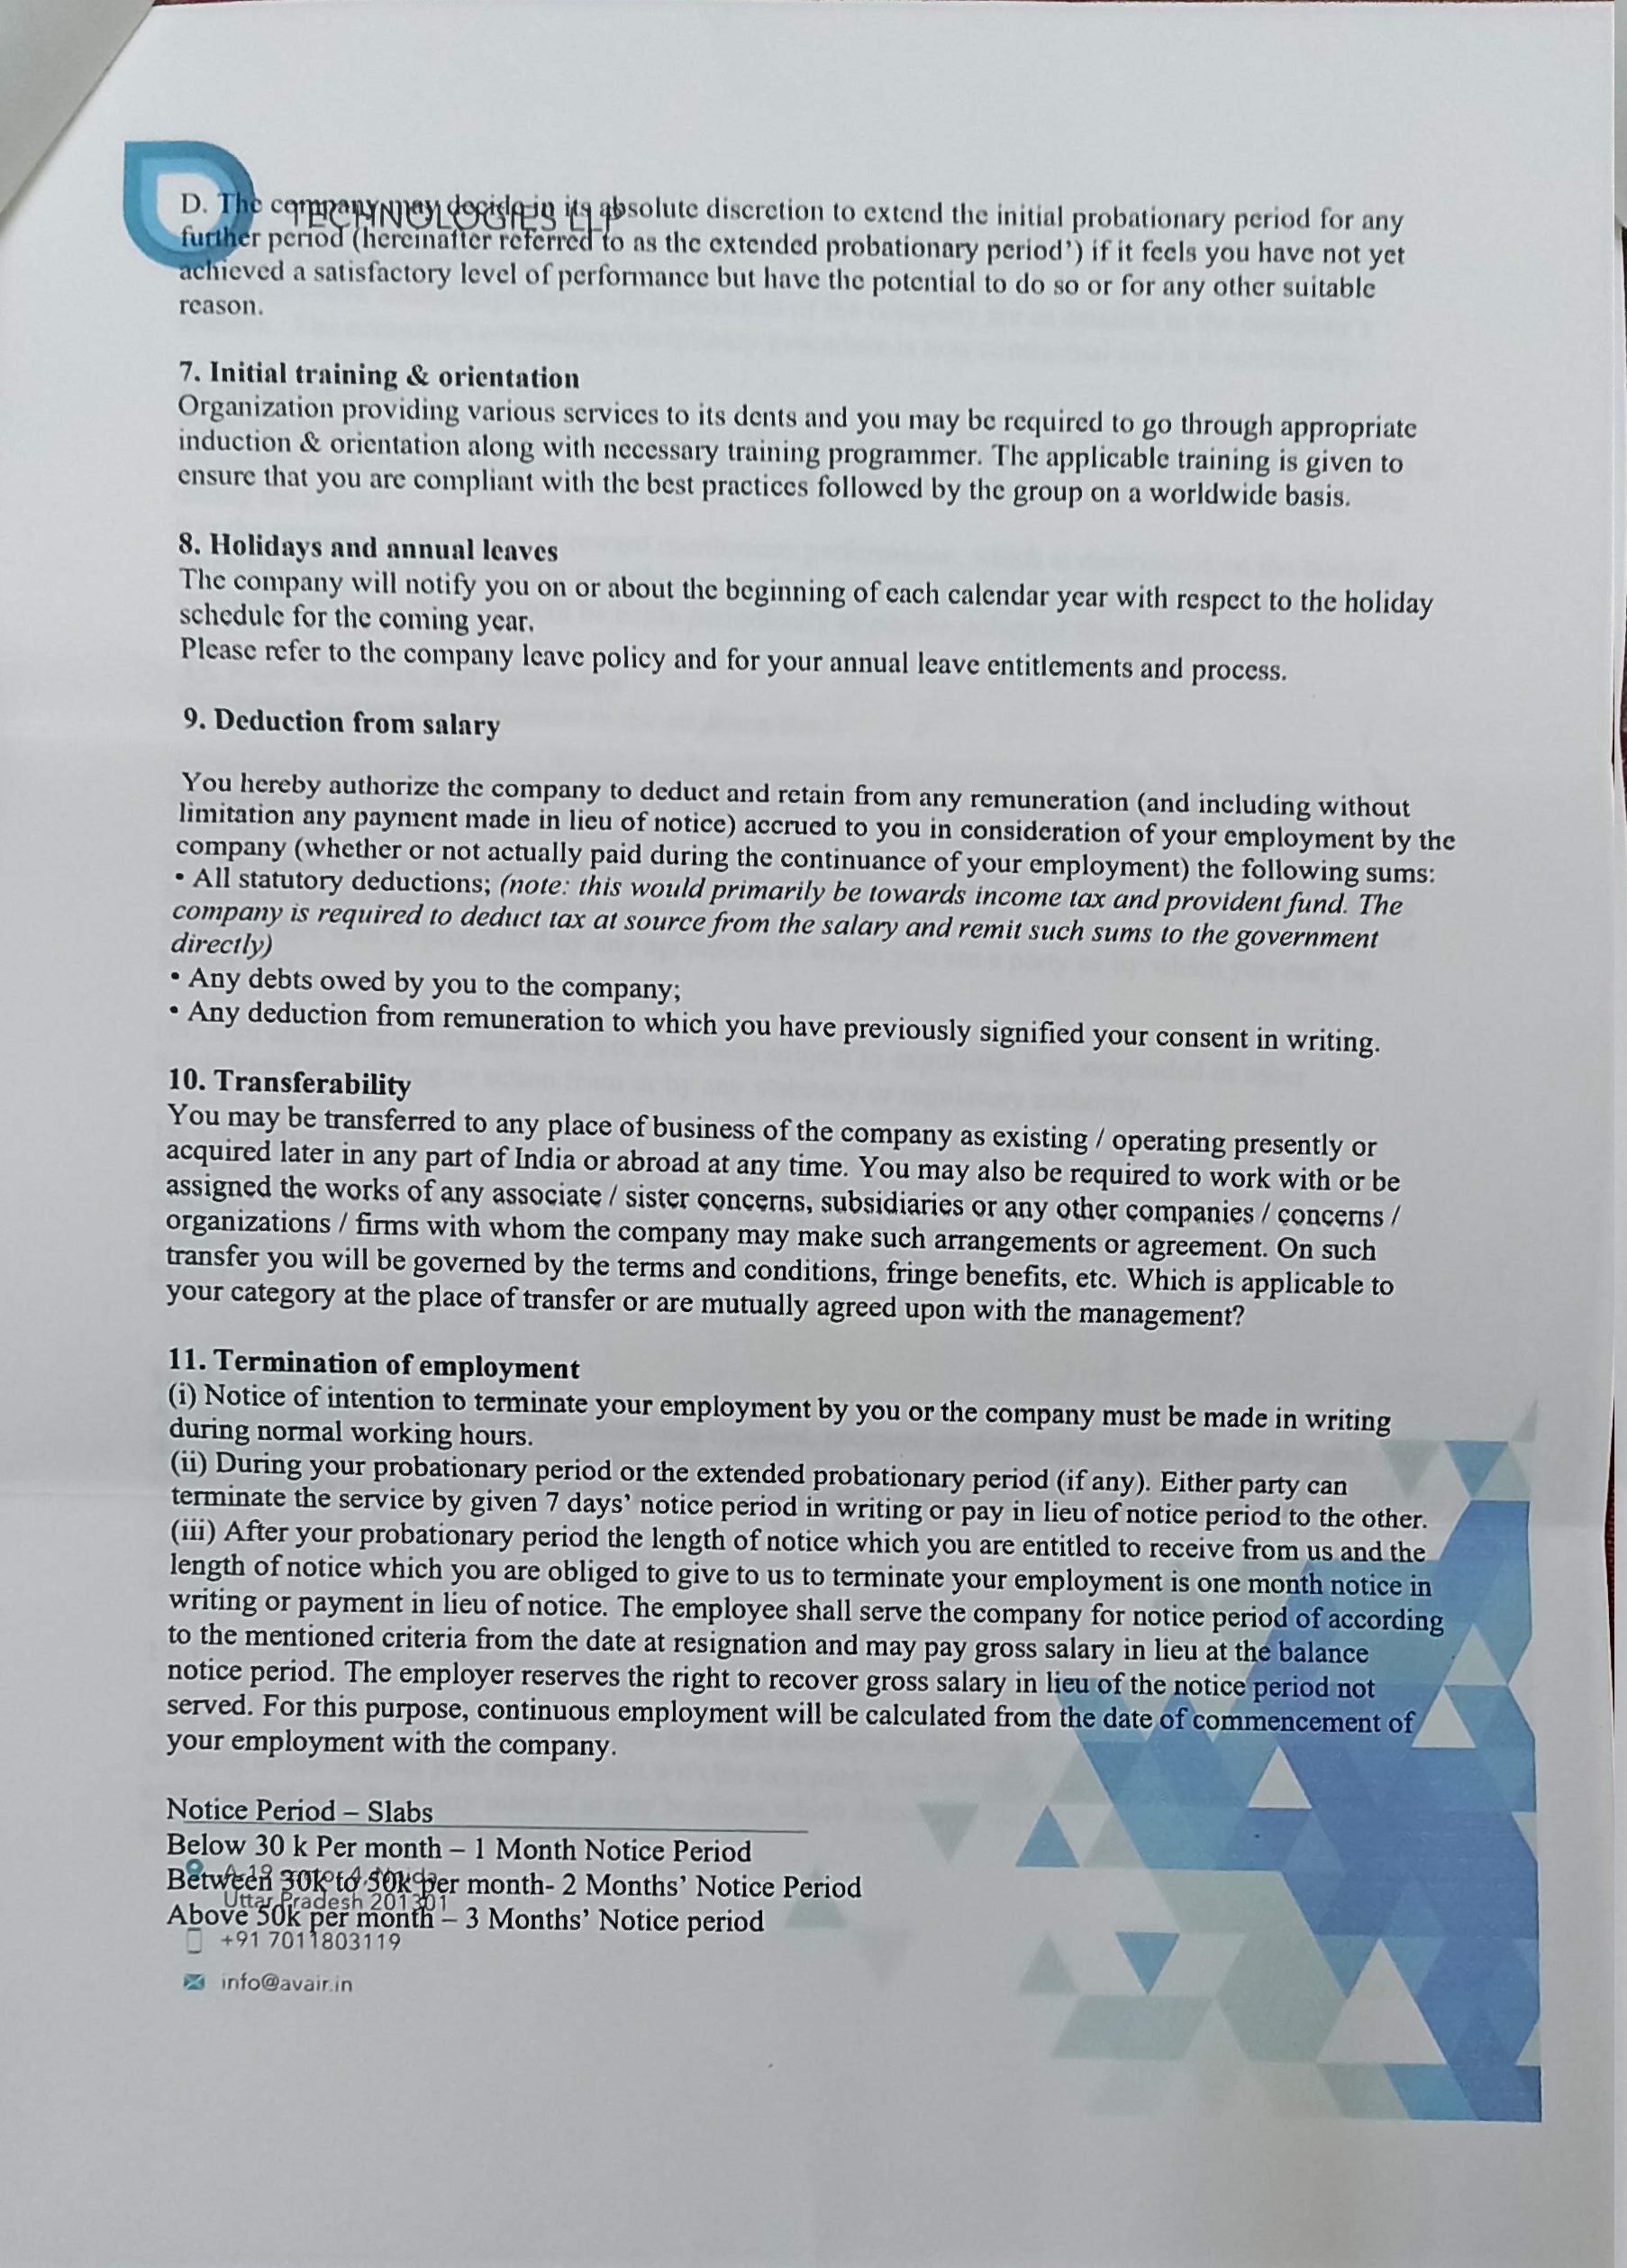 TECHNOLOGIES LLP
D. The company may decide in its absolute discretion to extend the initial probationary period for any
further period (hereinafter referred to as the extended probationary period’) if it feels you have not yet
achieved a satisfactory level of performance but have the potential to do so or for any other suitable
reason.
7. Initial training & orientation
Organization providing various services to its dents and you may be required to go through appropriate
induction & orientation along with necessary training programmer. The applicable training is given to
ensure that you are compliant with the best practices followed by the group on a worldwide basis.
8. Holidays and annual leaves
The company will notify you on or about the beginning of each calendar year with respect to the holiday
schedule for the coming year.
Please refer to the company leave policy and for your annual leave entitlements and process.
9. Deduction from salary
You hereby authorize the company to deduct and retain from any remuneration (and including without
limitation any payment made in lieu of notice) accrued to you in consideration of your employment by the
company (whether or not actually paid during the continuance of your employment) the following sums:
• All statutory deductions; (note: this would primarily be towards income tax and provident fund. The
company is required to deduct tax at source from the salary and remit such sums to the government
directly)
• Any debts owed by you to the company;
• Any deduction from remuneration to which you have previously signified your consent in writing.
10. Transferability
You may be transferred to any place of business of the company as existing / operating presently or
acquired later in any part of India or abroad at any time. You may also be required to work with or be
assigned the works of any associate / sister concerns, subsidiaries or any other companies / concerns /
organizations / firms with whom the company may make such arrangements or agreement. On such
transfer you will be governed by the terms and conditions, fringe benefits, etc. Which is applicable to
your category at the place of transfer or are mutually agreed upon with the management?
11. Termination of employment
(i) Notice of intention to terminate your employment by you or the company must be made in writing
during normal working hours.
(ii) During your probationary period or the extended probationary period (if any). Either party can
terminate the service by given 7 days’ notice period in writing or pay in lieu of notice period to the other.
(iii) After your probationary period the length of notice which you are entitled to receive from us and the
length of notice which you are obliged to give to us to terminate your employment is one month notice in
writing or payment in lieu of notice. The employee shall serve the company for notice period of according
to the mentioned criteria from the date at resignation and may pay gross salary in lieu at the balance
notice period. The employer reserves the right to recover gross salary in lieu of the notice period not
served. For this purpose, continuous employment will be calculated from the date of commencement of
your employment with the company.
Notice Period – Slabs
Below 30 k Per month – 1 Month Notice Period
Between 30k to 50k per month- 2 Months’ Notice Period
Above 50k per month – 3 Months’ Notice period
A-19 Noida
Uttar Pradesh 201301
+91 7011803119
info@avair.in